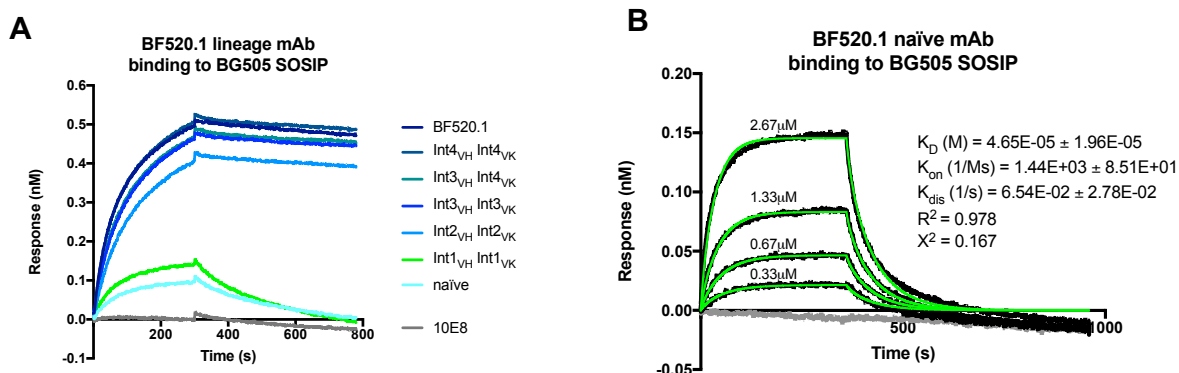 A
BF520.1 lineage mAb
binding to BG505 SOSIP
Response (nM)
0.6
0.5
0.4
0.3
0.2
0.1
0.0
-0.1
200
400
600
800
Time (s)
BF520.1
Int4VH Int4VK
Int3VH Int4VK
Int3VH Int3VK
Int2VH Int2VK
Int1VH Int1VK
naïve
10E8
B
BF520.1 naïve mAb
binding to BG505 SOSIP
Response (nM)
0.20
0.15
0.10
0.05
0.00
-0.05
2.67µM
1.33µM
0.67µM
0.33µM
500
1000
Time (s)
KD (M) = 4.65E-05 ± 1.96E-05
Kon (1/Ms) = 1.44E+03 ± 8.51E+01
Kdis (1/s) = 6.54E-02 ± 2.78E-02
R² = 0.978
X² = 0.167